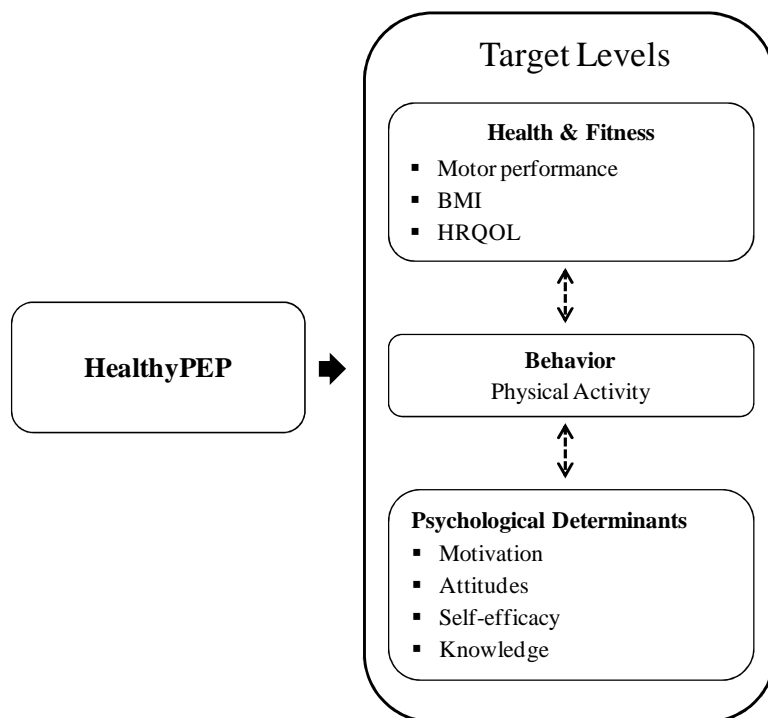 Target Levels
Health & Fitness
▪ Motor performance
▪ BMI
▪ HRQOL
HealthyPEP
Behavior
Physical Activity
Psychological Determinants
▪ Motivation
▪ Attitudes
▪ Self-efficacy
▪ Knowledge